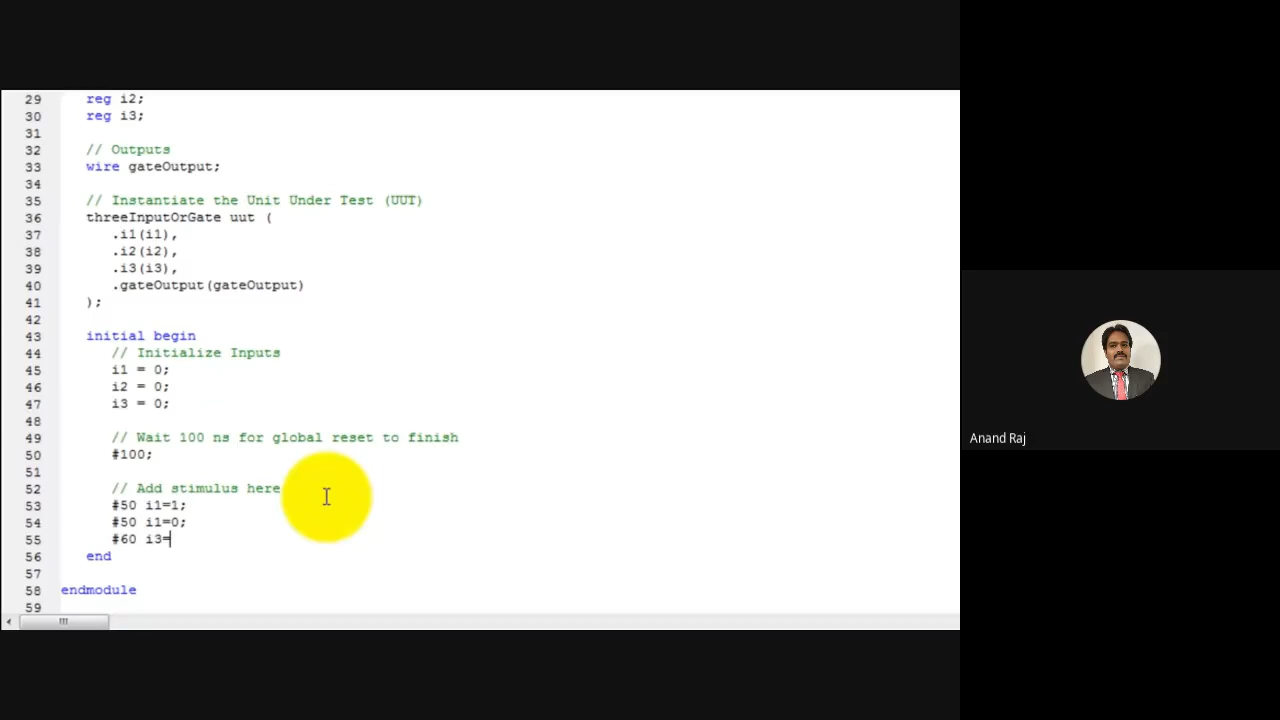 29 reg i2;
30 reg i3;
31
32 // Outputs
33 wire gateOutput;
34
35 // Instantiate the Unit Under Test (UUT)
36 threeInputOrGate uut (
37 .i1(i1),
38 .i2(i2),
39 .i3(i3),
40 .gateOutput(gateOutput)
41 );
42
43 initial begin
44 // Initialize Inputs
45 i1 = 0;
46 i2 = 0;
47 i3 = 0;
48
49 // Wait 100 ns for global reset to finish
50 #100;
51
52 // Add stimulus here
53 #50 i1=1;
54 #50 i1=0;
55 #60 i3=
56 end
57
58 endmodule
59
Anand Raj